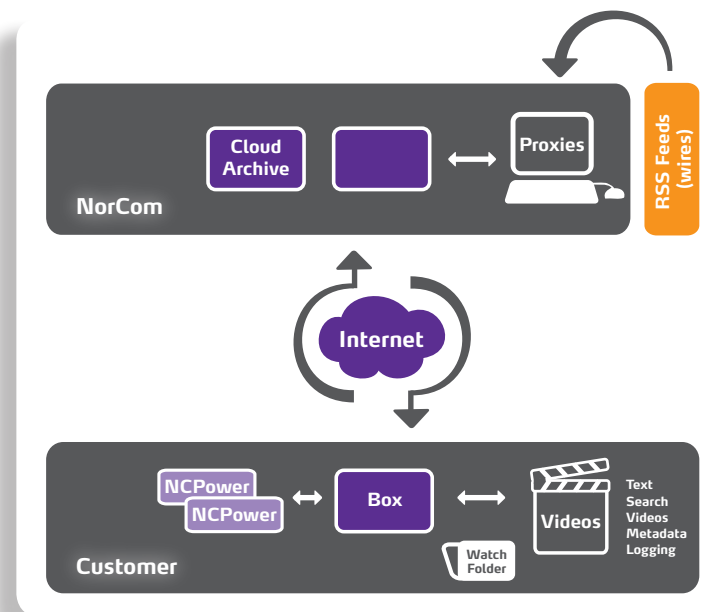 RSS Feeds
(wires)
Cloud
Archive
Proxies
NorCom
Internet
NCPower
NCPower
Box
Videos
Text
Search
Videos
Metadata
Logging
Watch
Folder
Customer